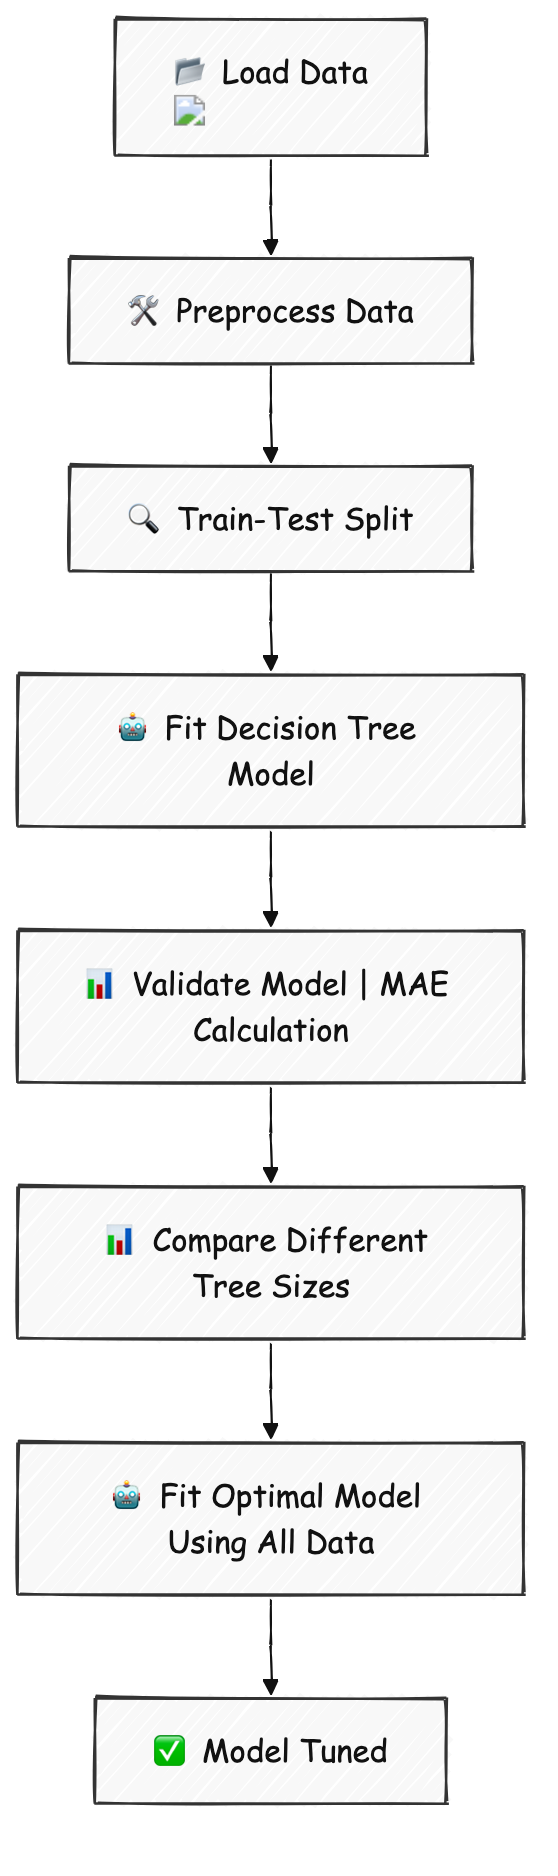 Load Data
Preprocess Data
Train-Test Split
Fit Decision Tree
Model
Validate Model | MAE
Calculation
Compare Different
Tree Sizes
Fit Optimal Model
Using All Data
Model Tuned